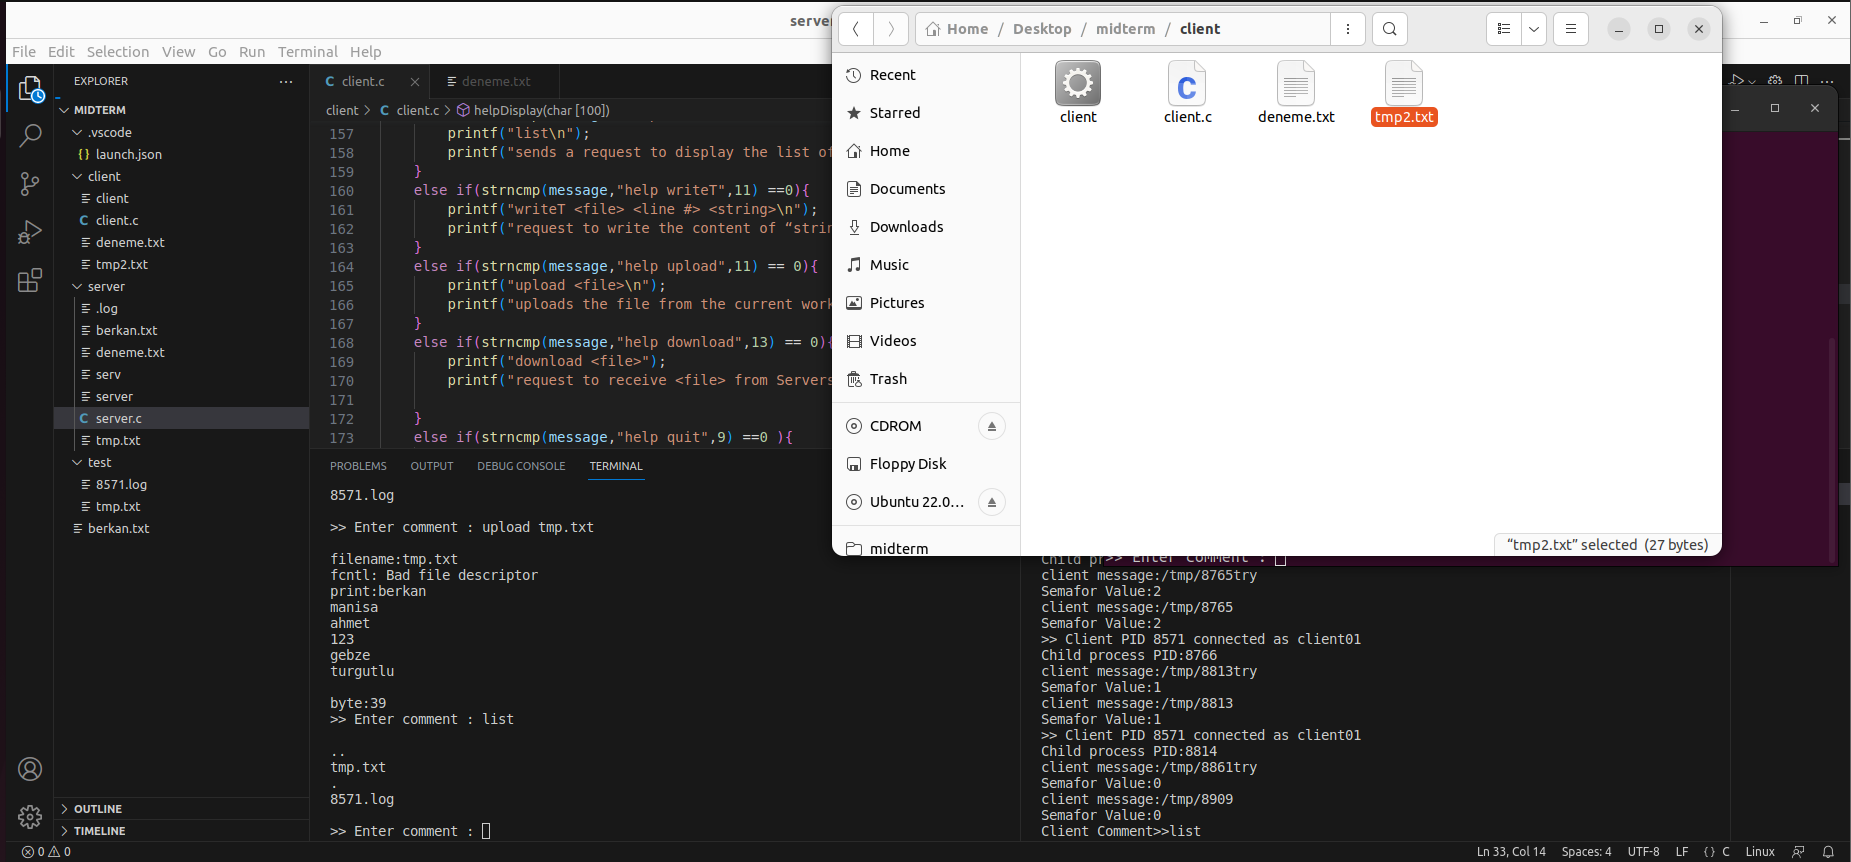 server
File Edit Selection View Go Run Terminal Help
EXPLORER
MIDTERM
.vscode
launch.json
client
client
client.c
deneme.txt
tmp2.txt
server
.log
berkan.txt
deneme.txt
serv
server
server.c
tmp.txt
test
8571.log
tmp.txt
berkan.txt
OUTLINE
TIMELINE
client.c
deneme.txt
client > client.c > helpDisplay(char [100])
157 printf("list\n");
158 printf("sends a request to display the list of
159 }
160 else if(strncmp(message,"help writeT",11) ==0){
161 printf("writeT <file> <line #> <string>\n");
162 printf("request to write the content of “strin
163 }
164 else if(strncmp(message,"help upload",11) == 0){
165 printf("upload <file>\n");
166 printf("uploads the file from the current work
167 }
168 else if(strncmp(message,"help download",13) == 0){
169 printf("download <file>");
170 printf("request to receive <file> from Servers
171
172 }
173 else if(strncmp(message,"help quit",9) ==0 ){
PROBLEMS OUTPUT DEBUG CONSOLE TERMINAL
8571.log
>> Enter comment : upload tmp.txt
filename:tmp.txt
fcntl: Bad file descriptor
print:berkan
manisa
ahmet
123
gebze
turgutlu
byte:39
>> Enter comment : list
..
tmp.txt
.
8571.log
>> Enter comment :
Home / Desktop / midterm / client
Recent
Starred
Home
Documents
Downloads
Music
Pictures
Videos
Trash
CDROM
Floppy Disk
Ubuntu 22.0...
midterm
client
client.c
deneme.txt
tmp2.txt
“tmp2.txt” selected (27 bytes)
Child pr>> Enter comment :
client message:/tmp/8765try
Semafor Value:2
client message:/tmp/8765
Semafor Value:2
>> Client PID 8571 connected as client01
Child process PID:8766
client message:/tmp/8813try
Semafor Value:1
client message:/tmp/8813
Semafor Value:1
>> Client PID 8571 connected as client01
Child process PID:8814
client message:/tmp/8861try
Semafor Value:0
client message:/tmp/8909
Semafor Value:0
Client Comment>>list
0 0
Ln 33, Col 14 Spaces: 4 UTF-8 LF {} C Linux